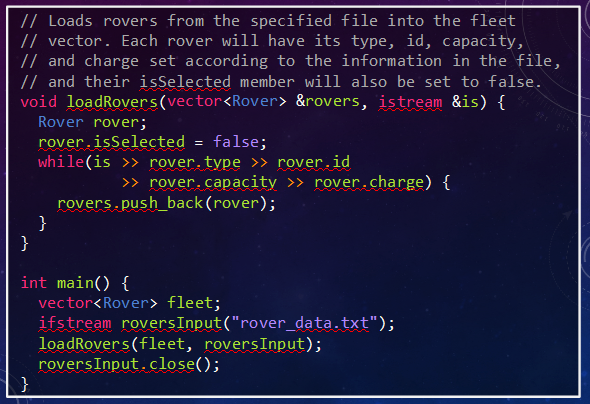 // Loads rovers from the specified file into the fleet
// vector. Each rover will have its type, id, capacity,
// and charge set according to the information in the file,
// and their isSelected member will also be set to false.
void loadRovers(vector<Rover> &rovers, istream &is) {
  Rover rover;
  rover.isSelected = false;
  while(is >> rover.type >> rover.id
           >> rover.capacity >> rover.charge) {
    rovers.push_back(rover);
  }
}

int main() {
  vector<Rover> fleet;
  ifstream roversInput("rover_data.txt");
  loadRovers(fleet, roversInput);
  roversInput.close();
}